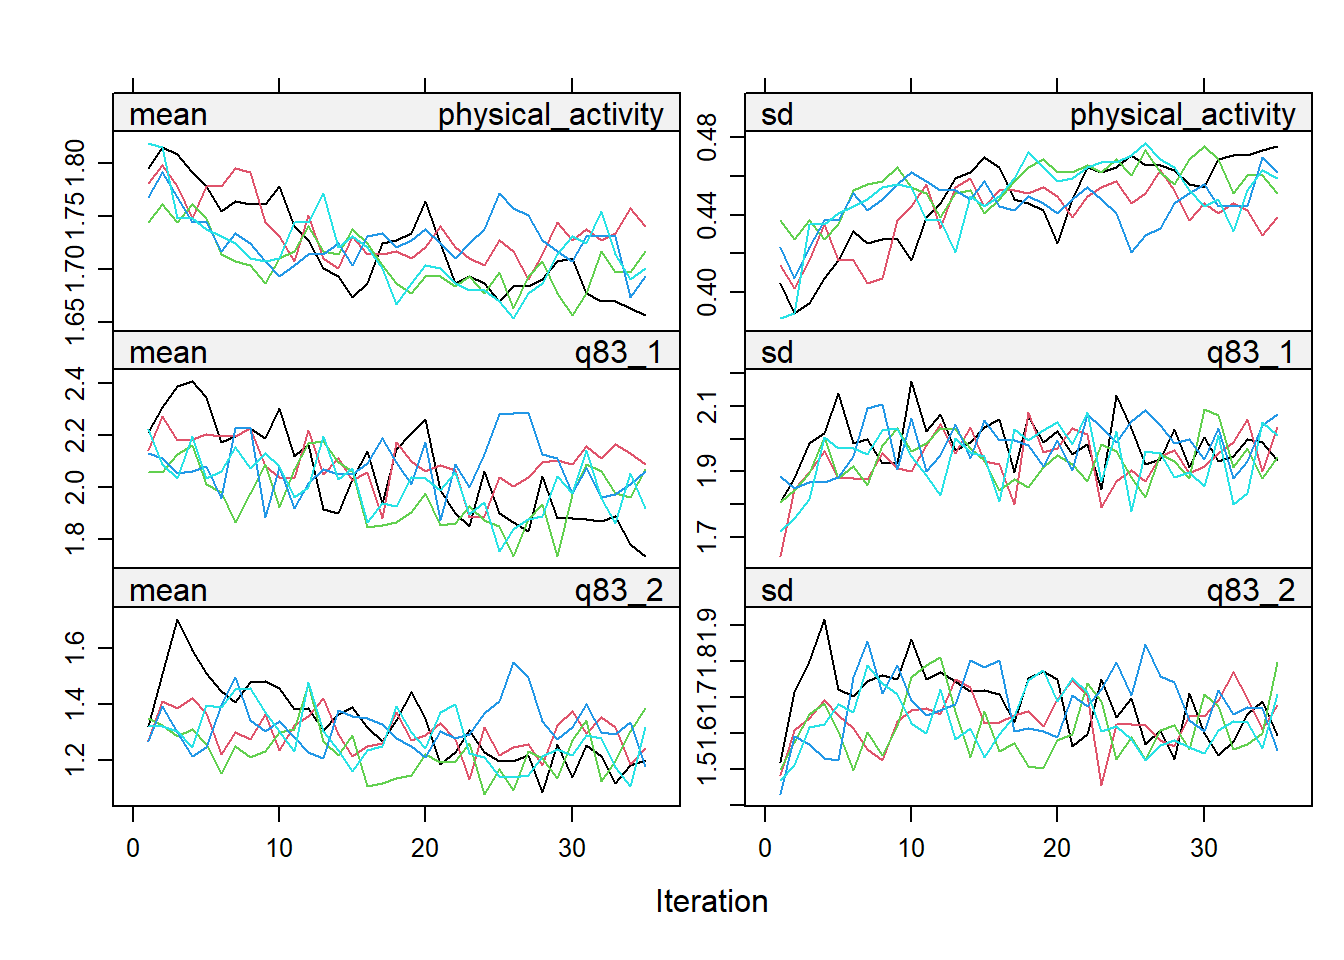 mean physical_activity
sd physical_activity
1.65 1.70 1.75 1.80
0.40 0.44 0.48
mean q83_1
sd q83_1
1.8 2.0 2.2 2.4
1.7 1.9 2.1
mean q83_2
sd q83_2
1.2 1.4 1.6
1.5 1.6 1.7 1.8 1.9
0 10 20 30
0 10 20 30
Iteration